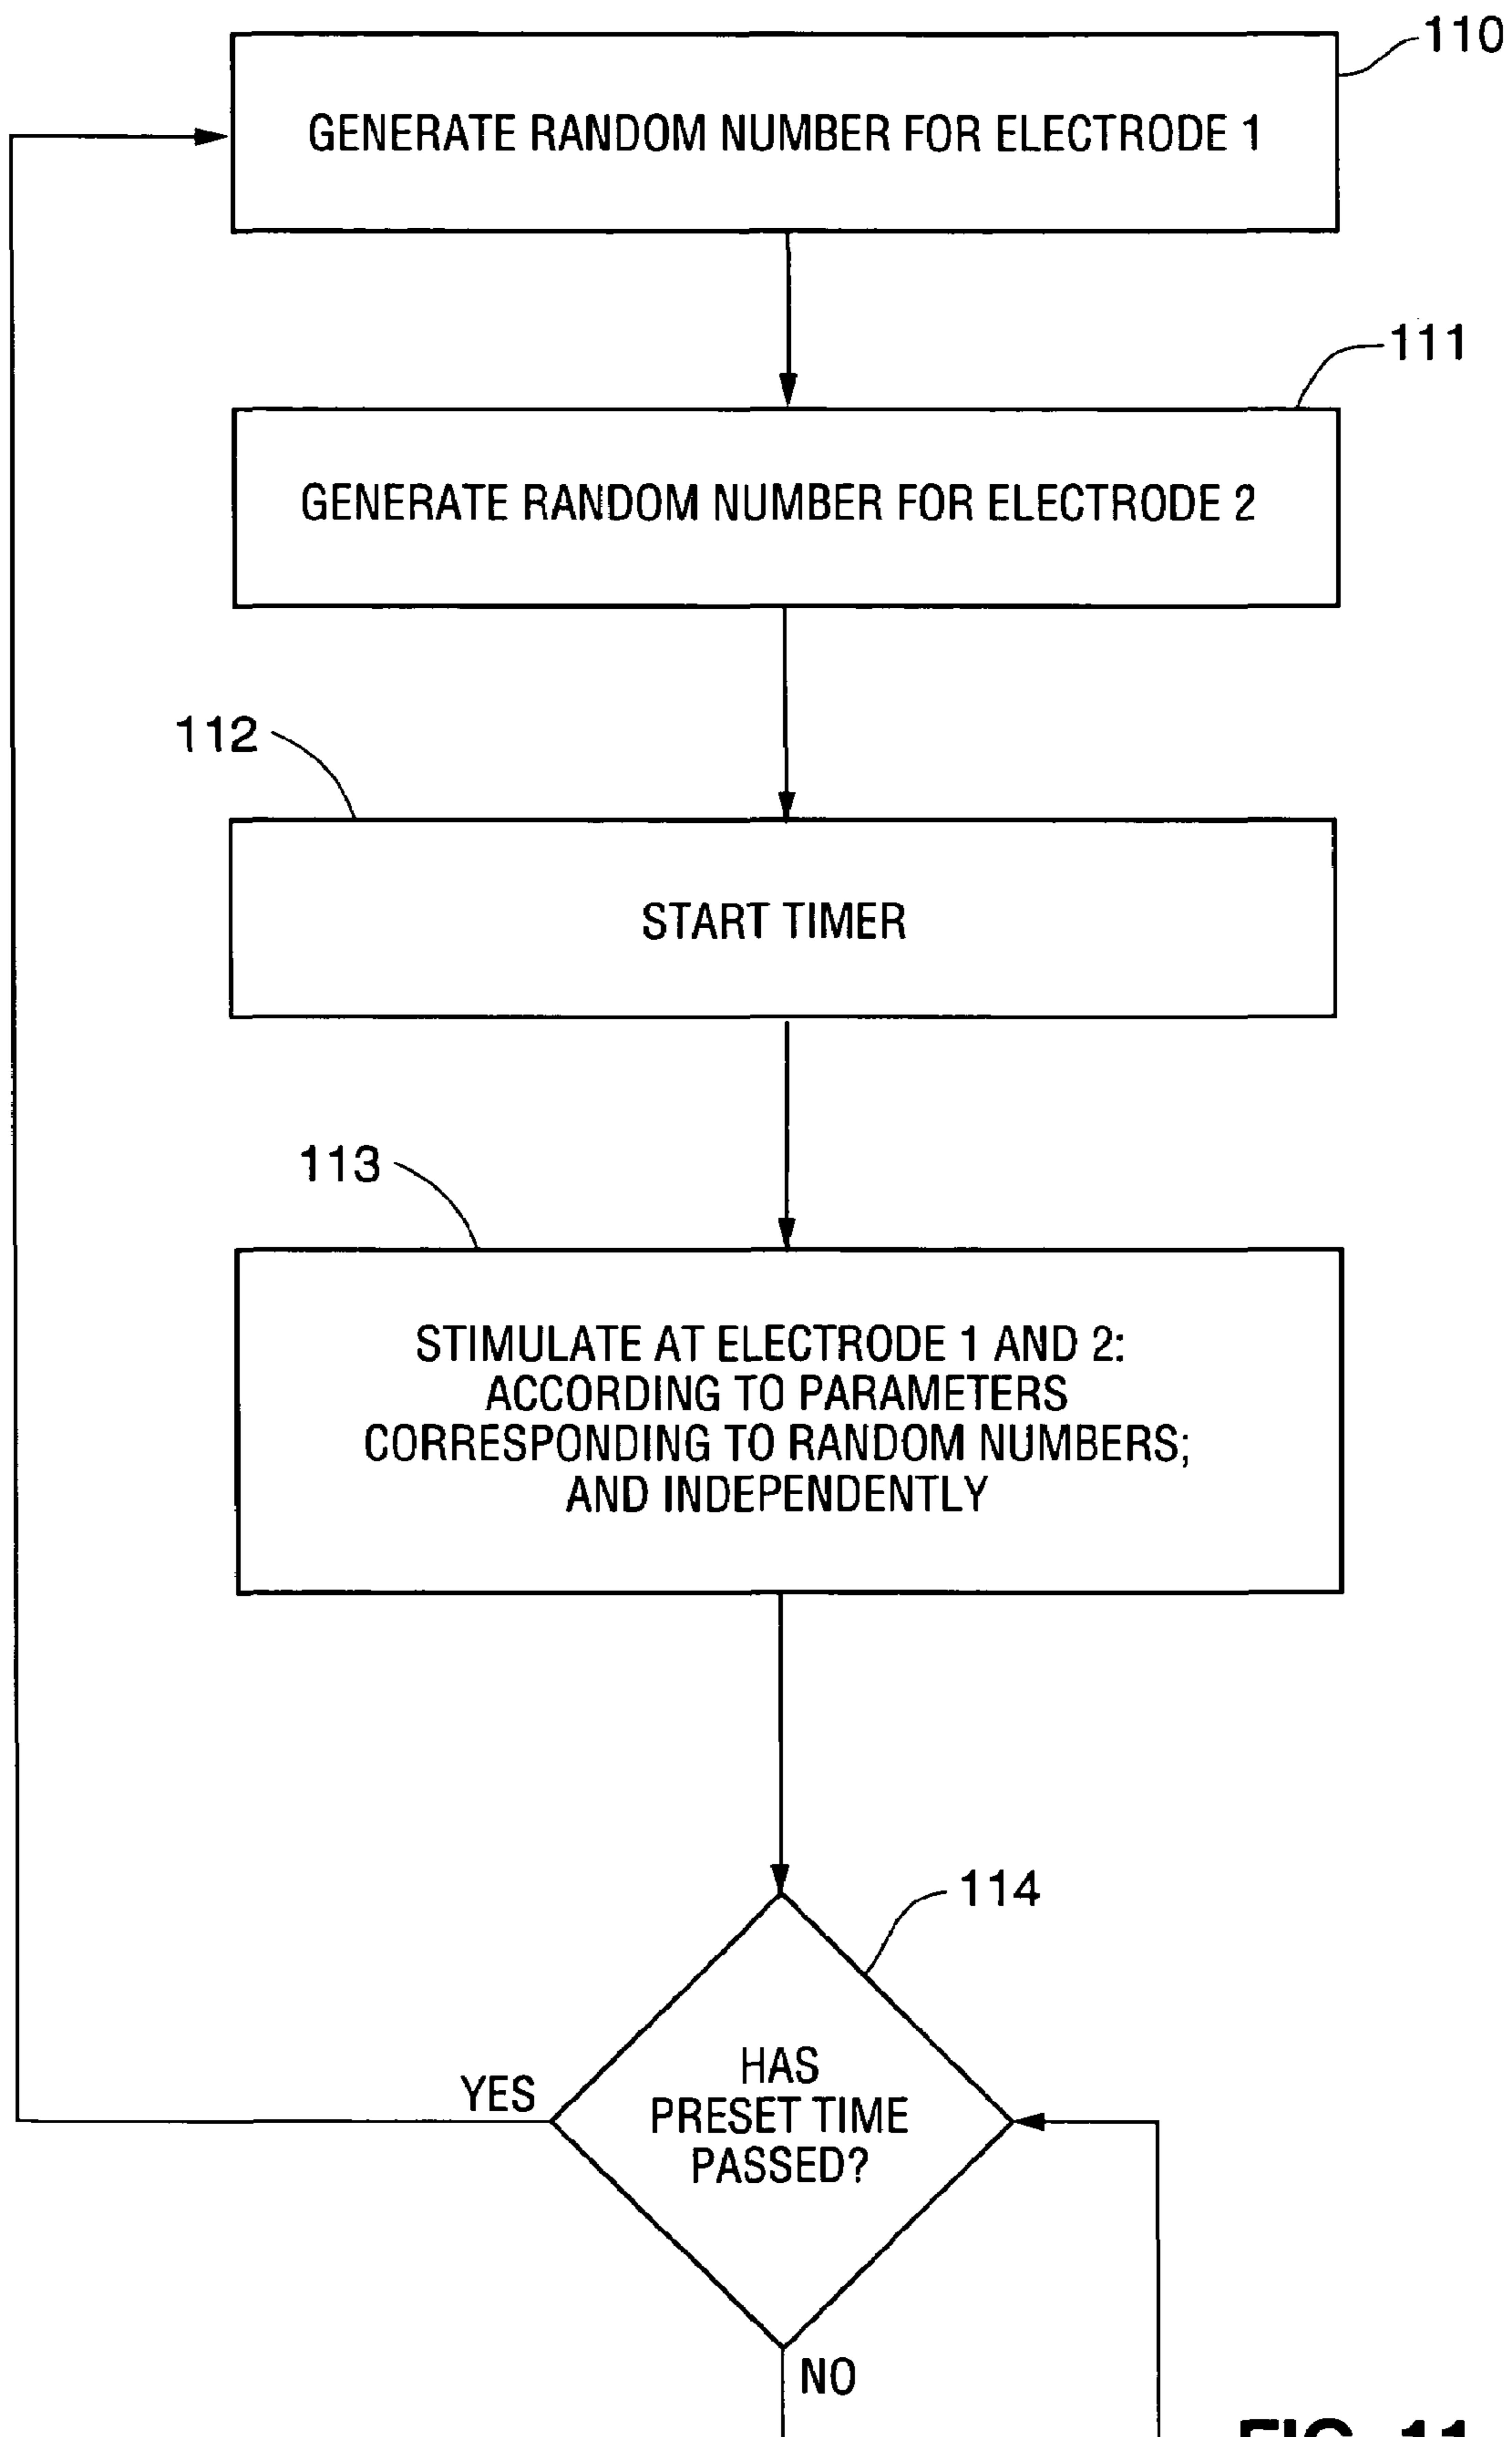 110
GENERATE RANDOM NUMBER FOR ELECTRODE 1
111
GENERATE RANDOM NUMBER FOR ELECTRODE 2
112
START TIMER
113
STIMULATE AT ELECTRODE 1 AND 2:
ACCORDING TO PARAMETERS
CORRESPONDING TO RANDOM NUMBERS;
AND INDEPENDENTLY
114
HAS
PRESET TIME
PASSED?
YES
NO
FIG. 11